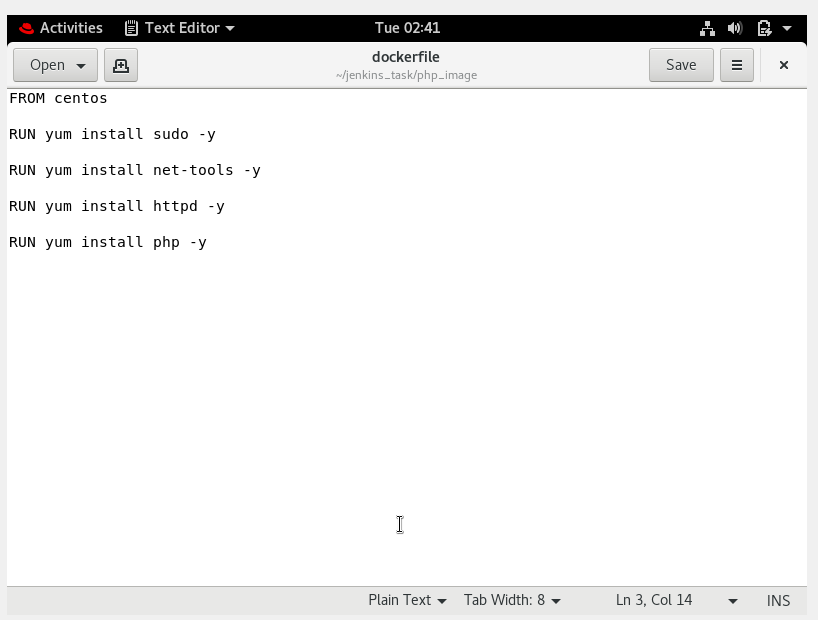 Activities Text Editor Tue 02:41
Open dockerfile Save
~/jenkins_task/php_image
FROM centos
RUN yum install sudo -y
RUN yum install net-tools -y
RUN yum install httpd -y
RUN yum install php -y
Plain Text Tab Width: 8 Ln 3, Col 14 INS